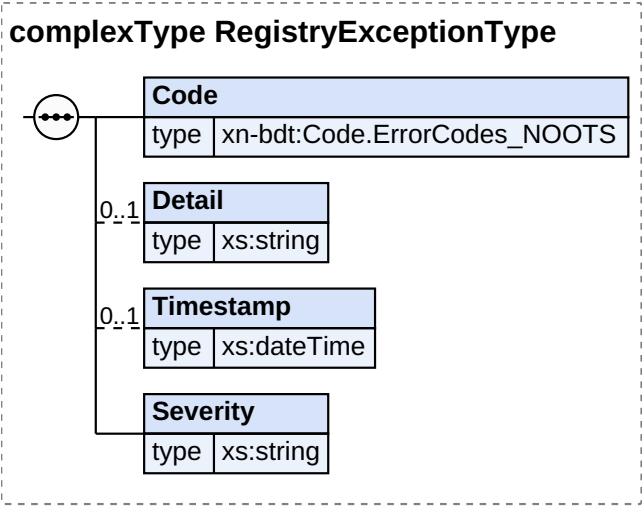 complexType RegistryExceptionType
Code
type xn-bdt:Code.ErrorCodes_NOOTS
0..1
Detail
type xs:string
0..1
Timestamp
type xs:dateTime
Severity
type xs:string